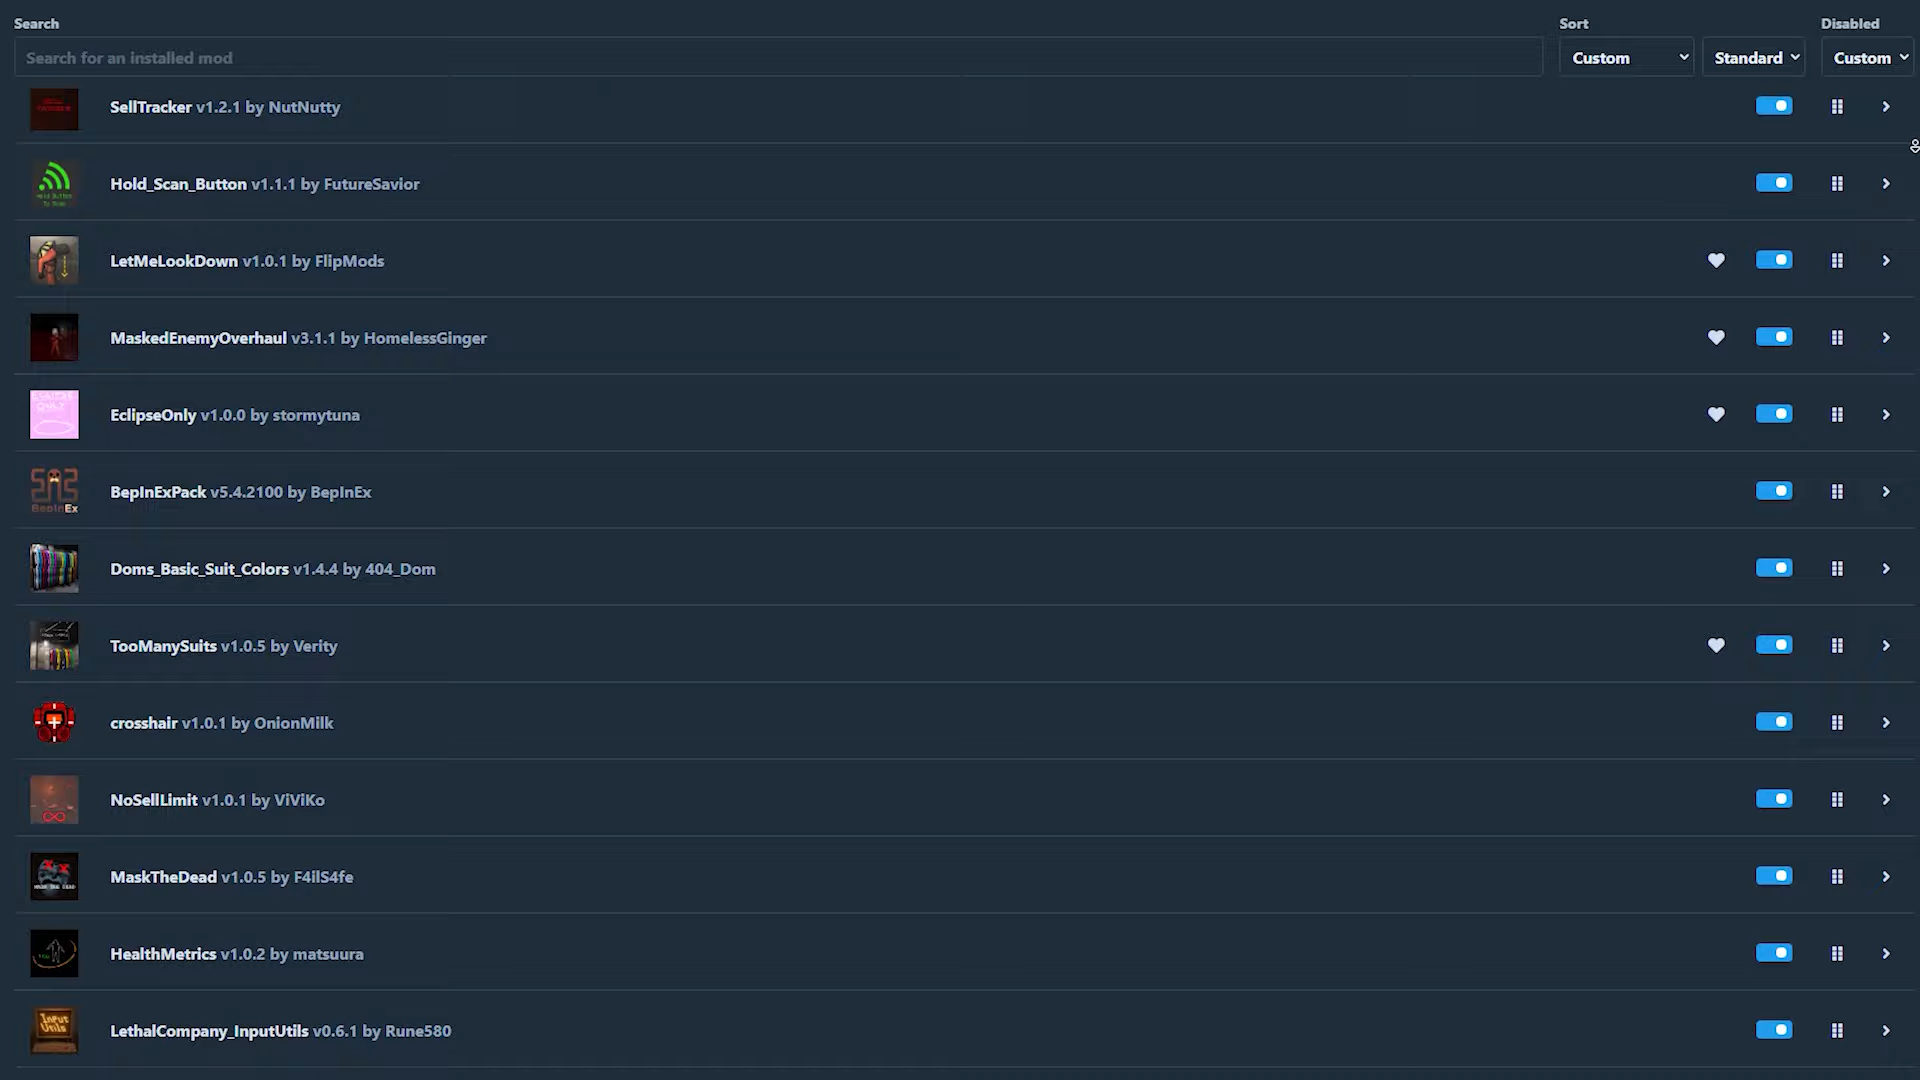 Search
Sort
Disabled
Search for an installed mod
Custom
Standard
Custom
SellTracker v1.2.1 by NutNutty
Hold_Scan_Button v1.1.1 by FutureSavior
LetMeLookDown v1.0.1 by FlipMods
MaskedEnemyOverhaul v3.1.1 by HomelessGinger
EclipseOnly v1.0.0 by stormytuna
BepInExPack v5.4.2100 by BepInEx
BepInEx
Doms_Basic_Suit_Colors v1.4.4 by 404_Dom
TooManySuits v1.0.5 by Verity
crosshair v1.0.1 by OnionMilk
NoSellLimit v1.0.1 by ViViKo
MaskTheDead v1.0.5 by F4ilS4fe
HealthMetrics v1.0.2 by matsuura
Input
Utils
LethalCompany_InputUtils v0.6.1 by Rune580